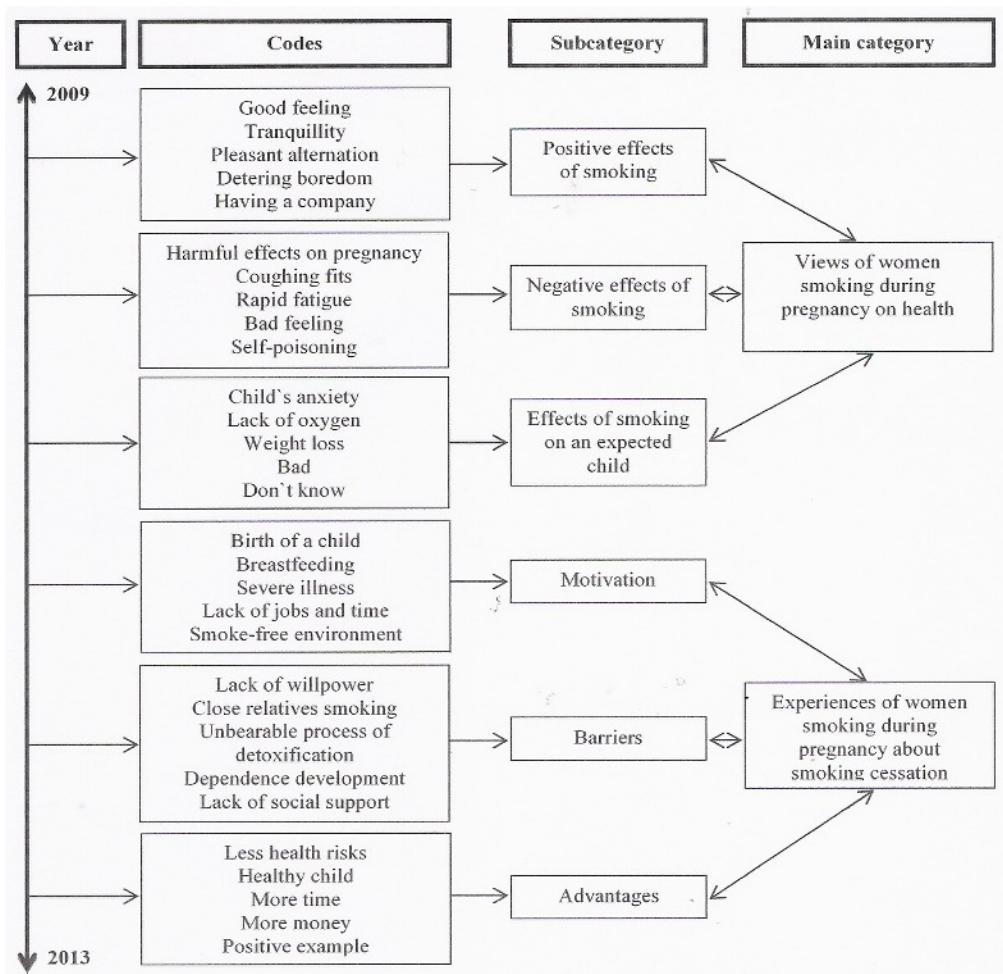 Year
Codes
Subcategory
Main category
2009
Good feeling
Tranquillity
Pleasant alternation
Detering boredom
Having a company
Positive effects
of smoking
Harmful effects on pregnancy
Coughing fits
Rapid fatigue
Bad feeling
Self-poisoning
Negative effects of
smoking
Views of women
smoking during
pregnancy on health
Child`s anxiety
Lack of oxygen
Weight loss
Bad
Don`t know
Effects of smoking
on an expected
child
Birth of a child
Breastfeeding
Severe illness
Lack of jobs and time
Smoke-free environment
Motivation
Lack of willpower
Close relatives smoking
Unbearable process of
detoxification
Dependence development
Lack of social support
Barriers
Experiences of women
smoking during
pregnancy about
smoking cessation
Less health risks
Healthy child
More time
More money
Positive example
Advantages
2013